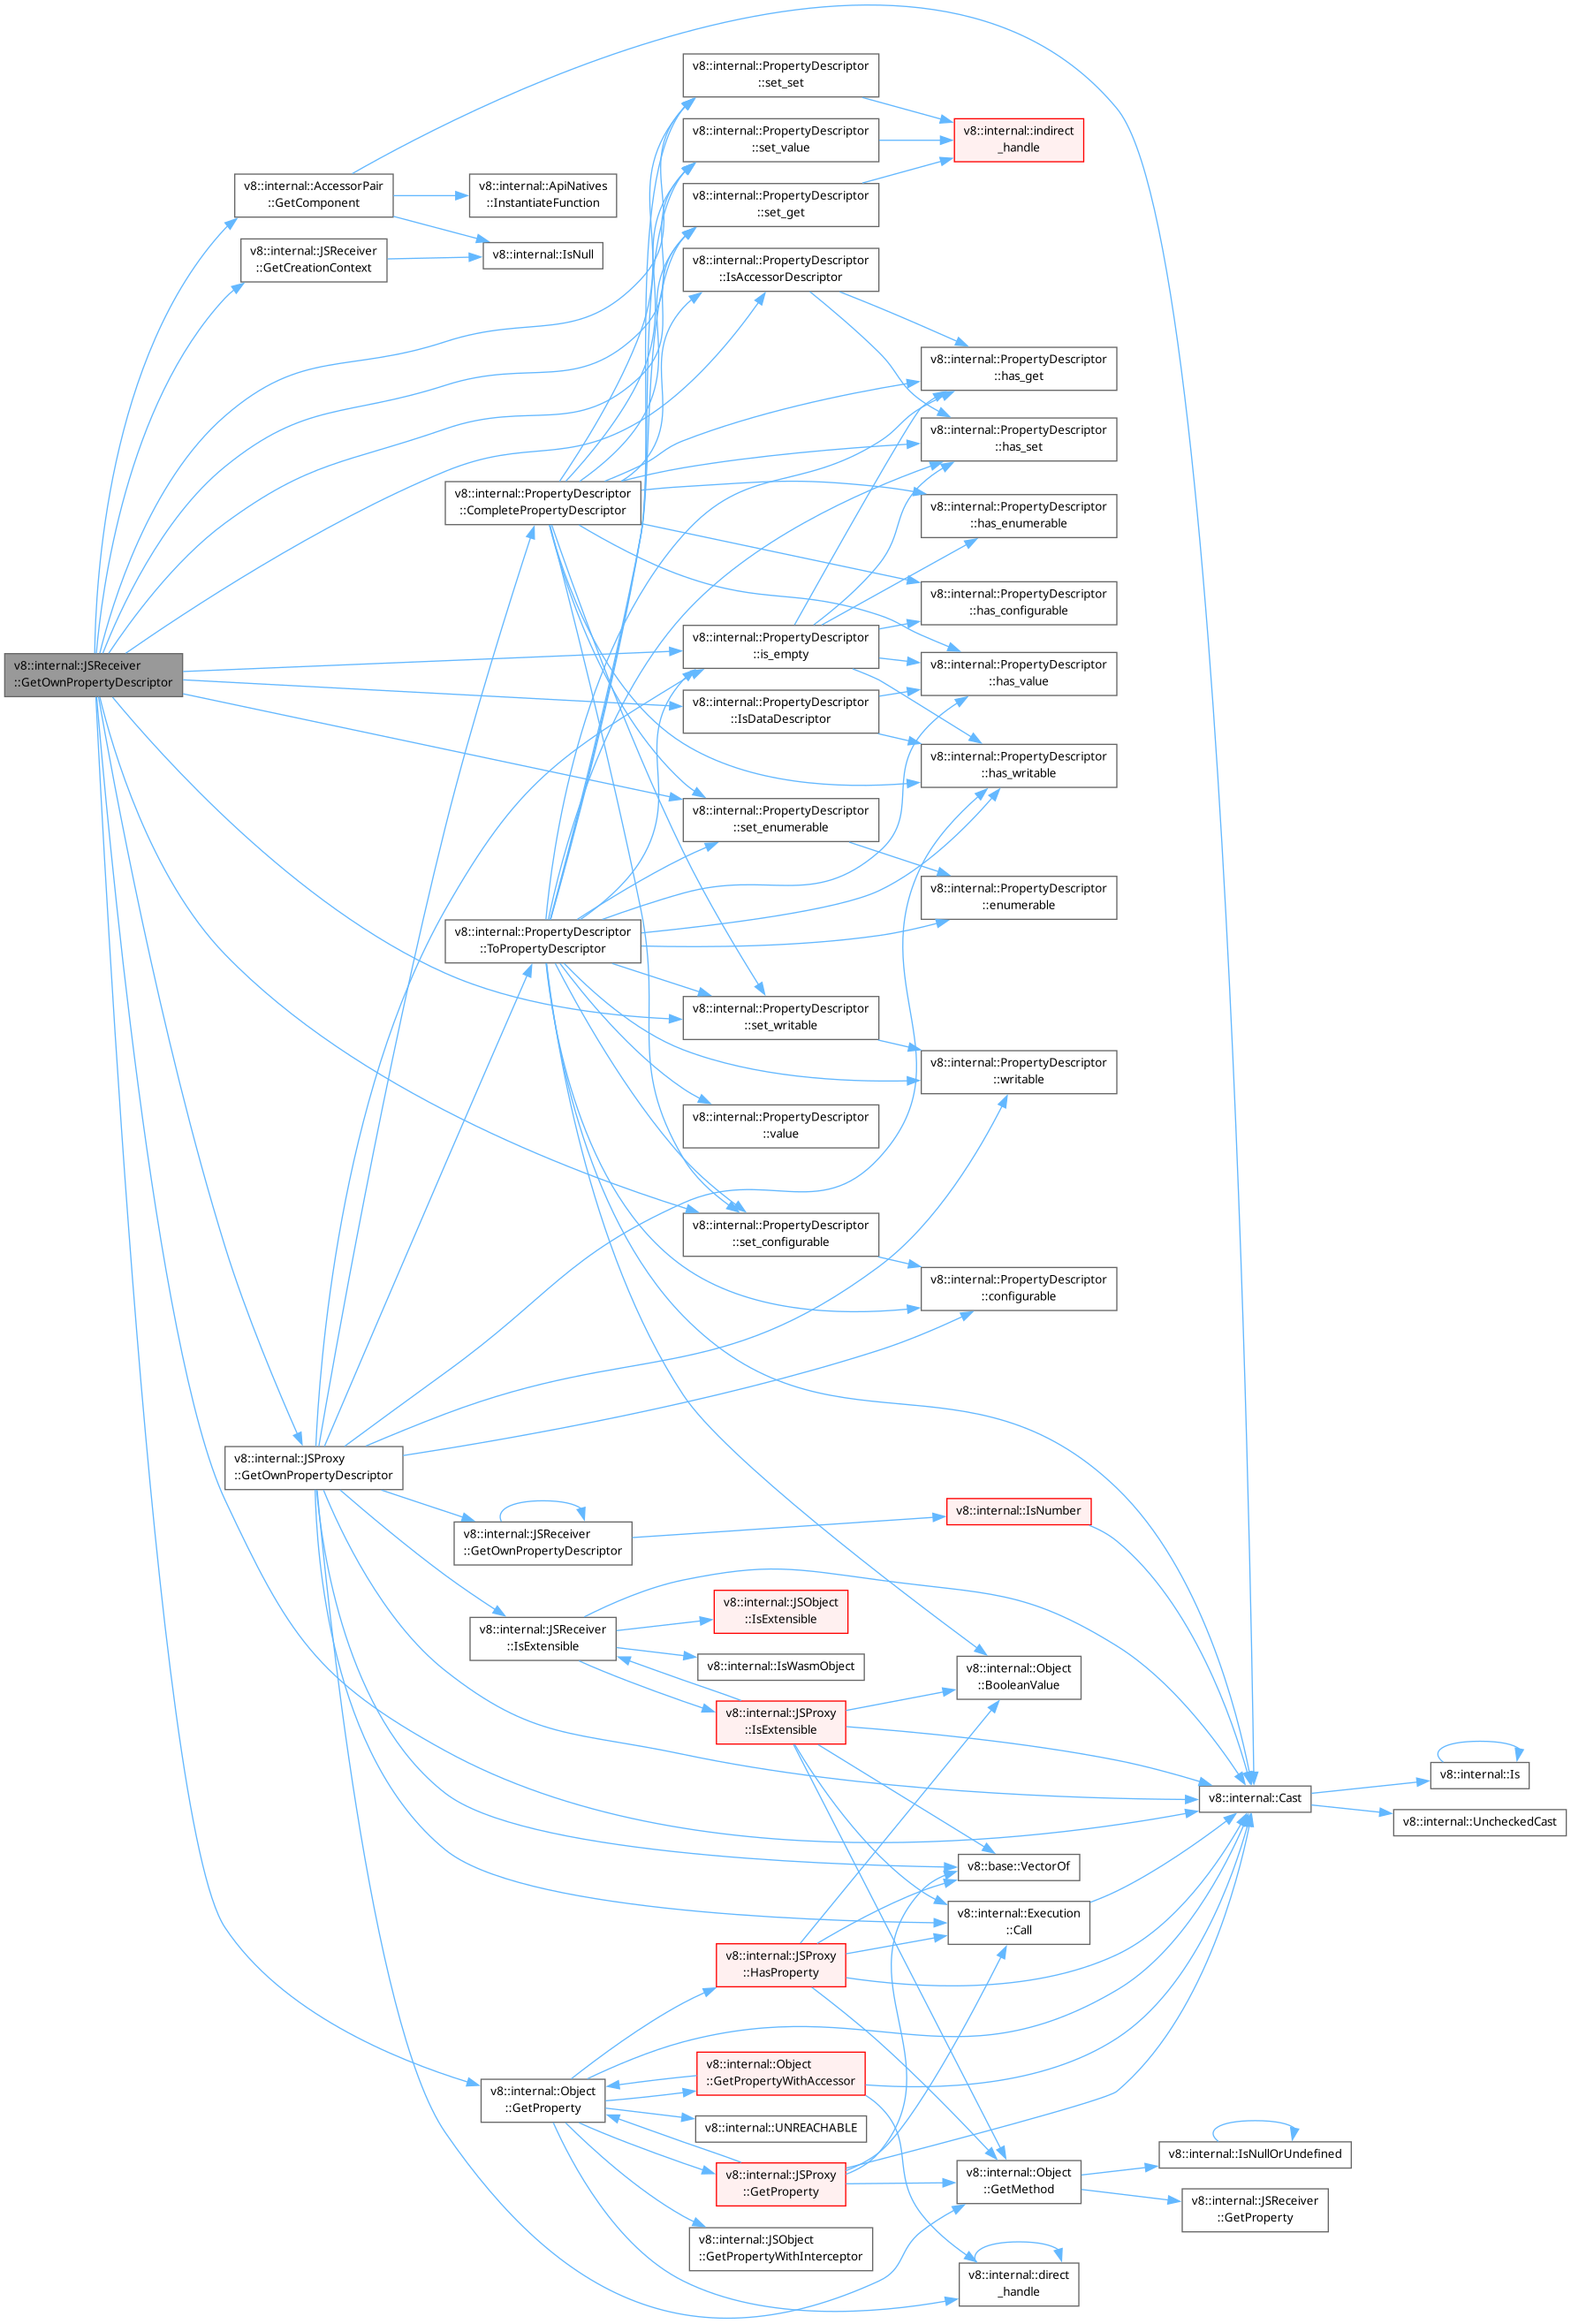 v8::internal::PropertyDescriptor
::set_set
v8::internal::PropertyDescriptor
::set_value
v8::internal::indirect
_handle
v8::internal::AccessorPair
::GetComponent
v8::internal::ApiNatives
::InstantiateFunction
v8::internal::PropertyDescriptor
::set_get
v8::internal::JSReceiver
::GetCreationContext
v8::internal::IsNull
v8::internal::PropertyDescriptor
::IsAccessorDescriptor
v8::internal::PropertyDescriptor
::has_get
v8::internal::PropertyDescriptor
::has_set
v8::internal::PropertyDescriptor
::CompletePropertyDescriptor
v8::internal::PropertyDescriptor
::has_enumerable
v8::internal::PropertyDescriptor
::has_configurable
v8::internal::JSReceiver
::GetOwnPropertyDescriptor
v8::internal::PropertyDescriptor
::is_empty
v8::internal::PropertyDescriptor
::has_value
v8::internal::PropertyDescriptor
::IsDataDescriptor
v8::internal::PropertyDescriptor
::has_writable
v8::internal::PropertyDescriptor
::set_enumerable
v8::internal::PropertyDescriptor
::enumerable
v8::internal::PropertyDescriptor
::ToPropertyDescriptor
v8::internal::PropertyDescriptor
::set_writable
v8::internal::PropertyDescriptor
::writable
v8::internal::PropertyDescriptor
::value
v8::internal::PropertyDescriptor
::set_configurable
v8::internal::PropertyDescriptor
::configurable
v8::internal::JSProxy
::GetOwnPropertyDescriptor
v8::internal::JSReceiver
::GetOwnPropertyDescriptor
v8::internal::IsNumber
v8::internal::JSReceiver
::IsExtensible
v8::internal::JSObject
::IsExtensible
v8::internal::IsWasmObject
v8::internal::Object
::BooleanValue
v8::internal::JSProxy
::IsExtensible
v8::internal::Cast
v8::internal::Is
v8::internal::UncheckedCast
v8::base::VectorOf
v8::internal::Execution
::Call
v8::internal::JSProxy
::HasProperty
v8::internal::Object
::GetProperty
v8::internal::Object
::GetPropertyWithAccessor
v8::internal::UNREACHABLE
v8::internal::JSProxy
::GetProperty
v8::internal::Object
::GetMethod
v8::internal::IsNullOrUndefined
v8::internal::JSReceiver
::GetProperty
v8::internal::JSObject
::GetPropertyWithInterceptor
v8::internal::direct
_handle